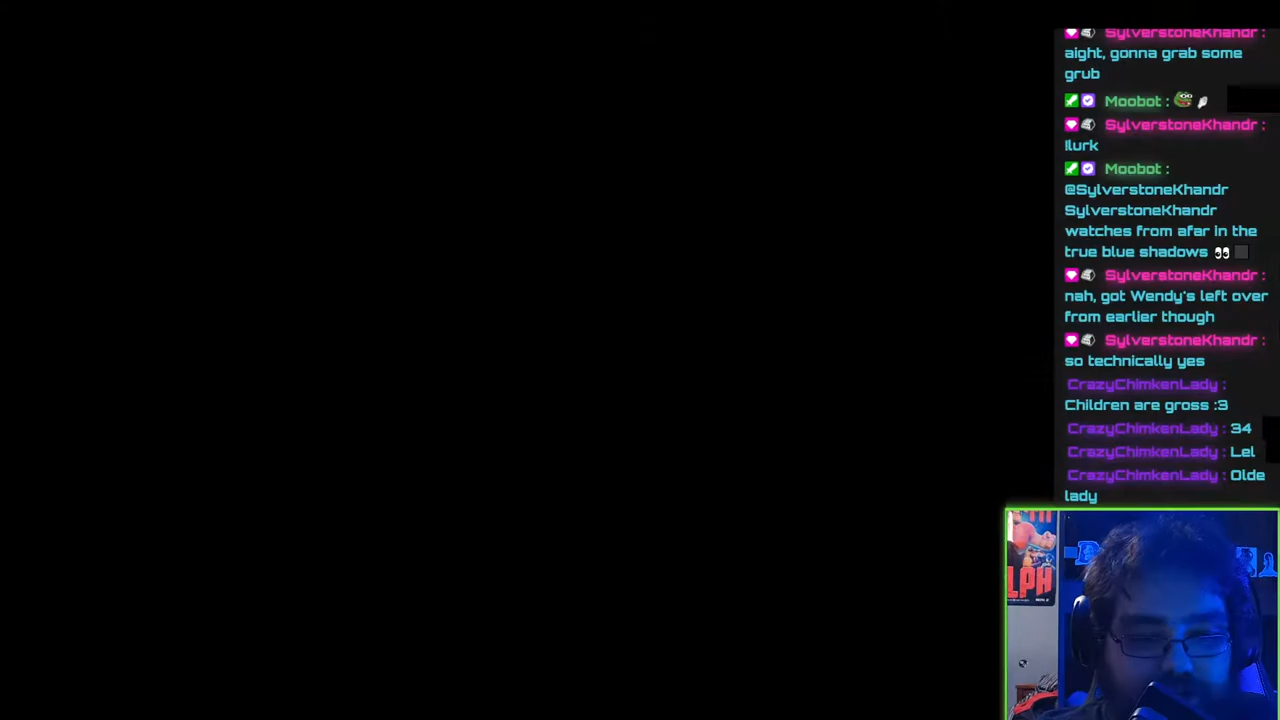 SylverstoneKhandr :
aight, gonna grab some
grub
Moobot :
SylverstoneKhandr :
!lurk
Moobot :
@SylverstoneKhandr
SylverstoneKhandr
watches from afar in the
true blue shadows
SylverstoneKhandr :
nah, got Wendy's left over
from earlier though
SylverstoneKhandr :
so technically yes
CrazyChimkenLady :
Children are gross :3
CrazyChimkenLady : 34
CrazyChimkenLady : Lel
CrazyChimkenLady : Olde
lady
LPH